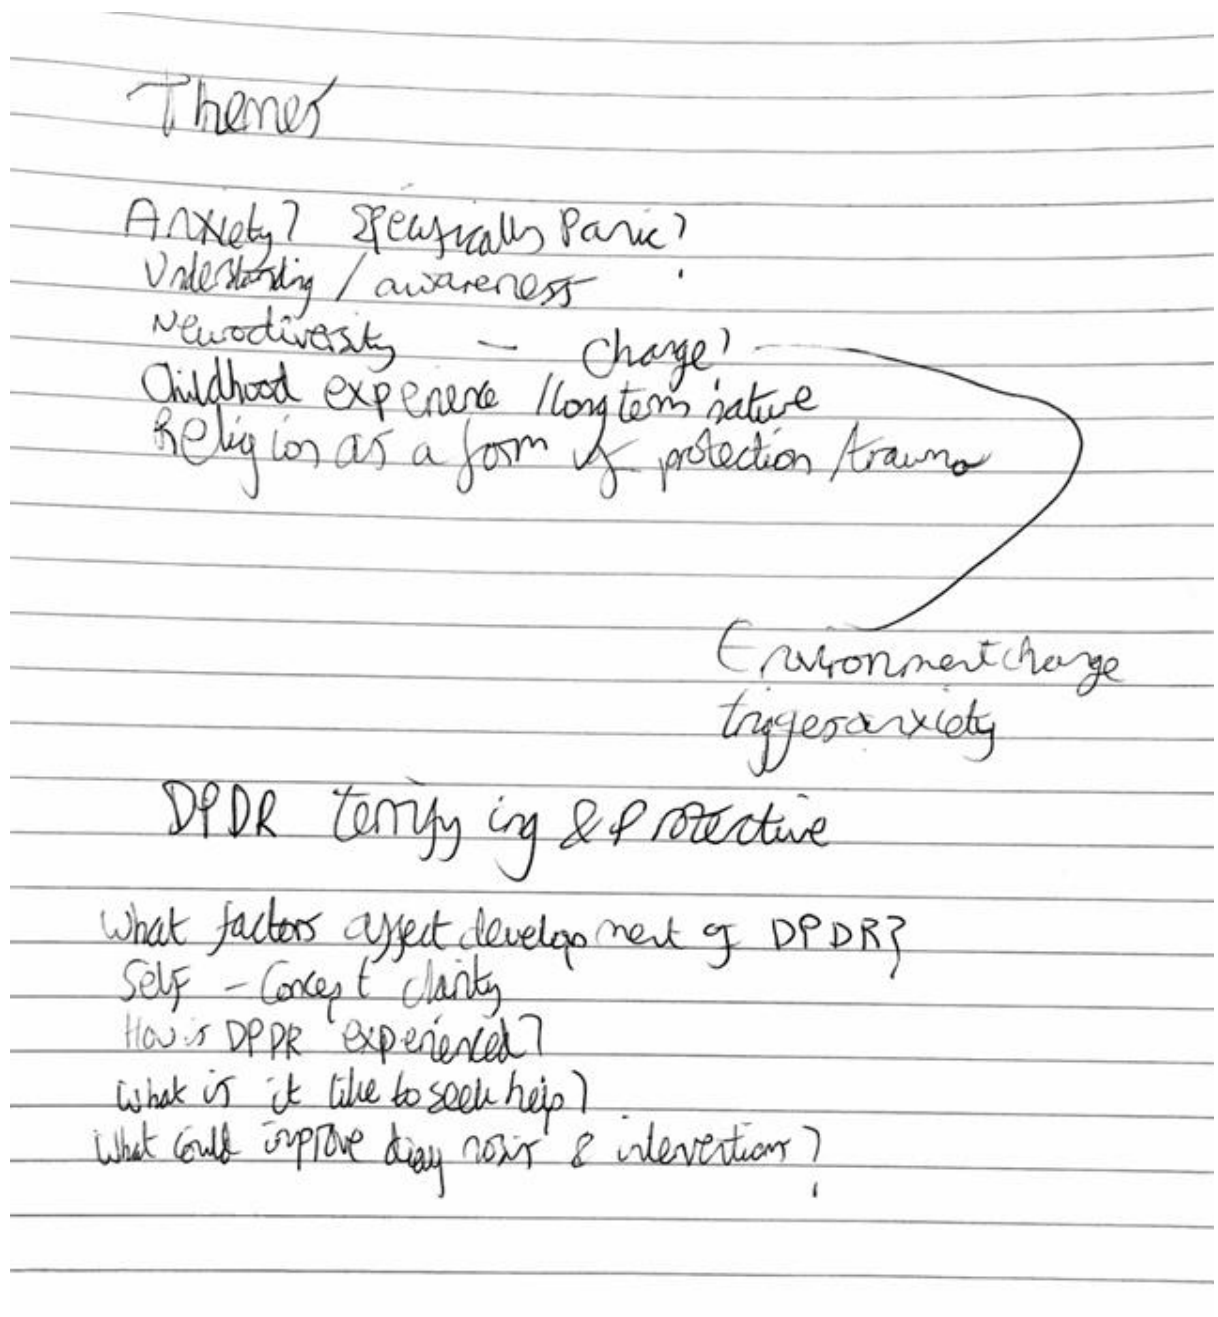 Themes
Anxiety? Specifically Panic?
Understanding / awareness
Neurodiversity - change?
Childhood experience / long term nature
Religion as a form of protection / trauma
Environment change
triggers anxiety
DPDR terrifying & protective
What factors affect development of DPDR?
Self - Concept clarity
How is DPDR experienced?
What is it like to seek help?
What could improve diagnosis & interventions?